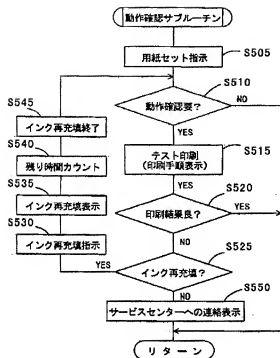 動作確認サブルーチン
用紙セット指示
S505
S510
動作確認要?
NO
YES
テスト印刷
(印刷手順表示)
S515
S520
印刷結果良?
YES
NO
S525
インク再充填?
YES
NO
S530
インク再充填指示
S535
インク再充填表示
S540
残り時間カウント
S545
インク再充填終了
S550
サービスセンターへの連絡表示
リターン